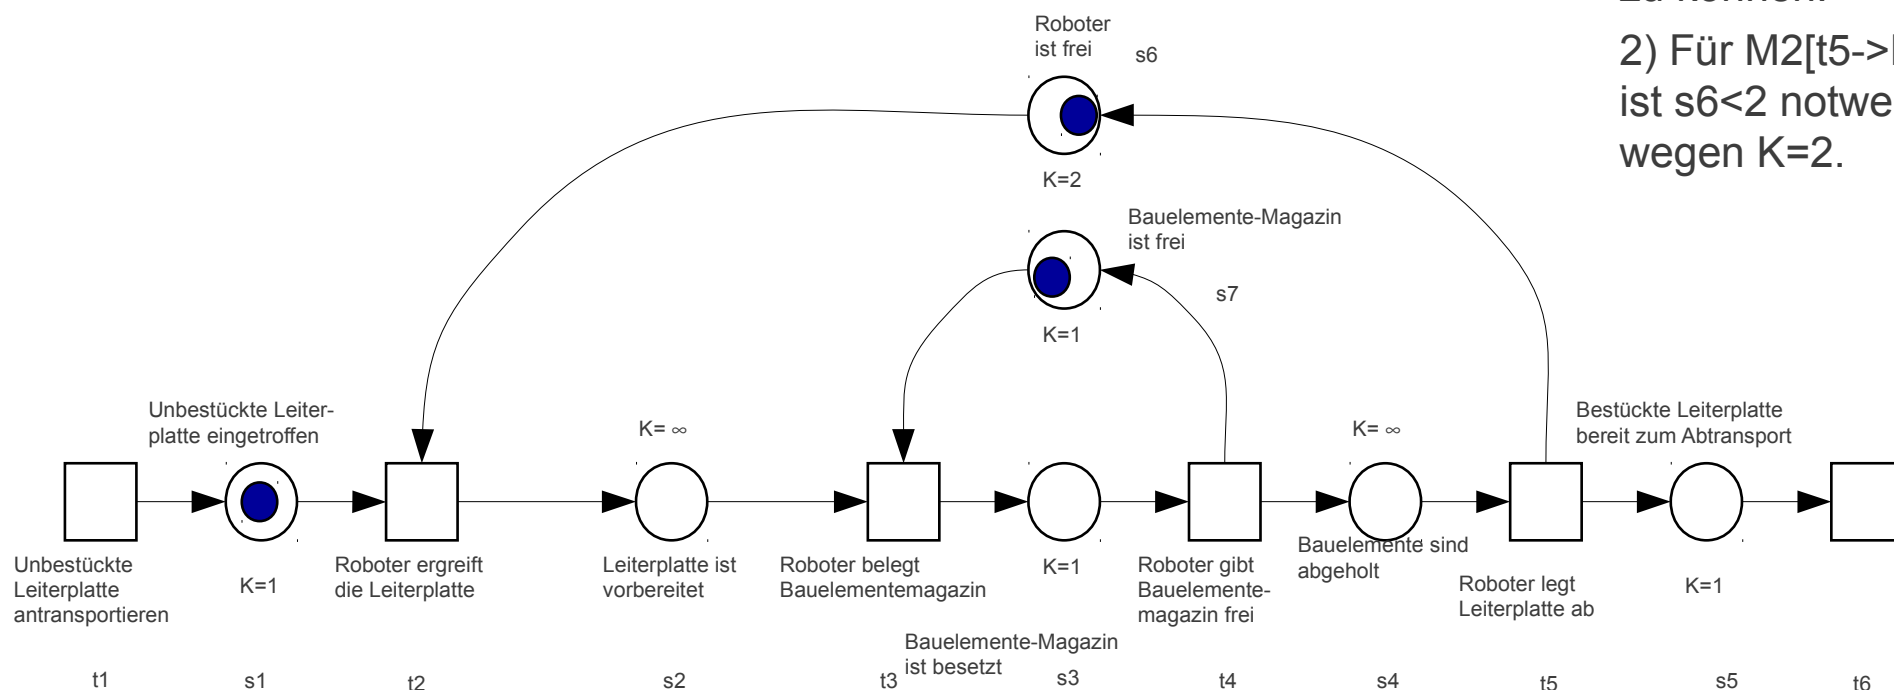 zu können.
2) Für M2[t5->
ist s6<2
wegen K=2.
Roboter
ist frei
s6
K=2
Bauelemente-Magazin
ist frei
s7
K=1
Unbestückte Leiter-
platte eingetroffen
K= ∞
K= ∞
Bestückte Leiterplatte
bereit zum Abtransport
Unbestückte
Leiterplatte
antransportieren
K=1
Roboter ergreift
die Leiterplatte
Leiterplatte ist
vorbereitet
Roboter belegt
Bauelementemagazin
K=1
Roboter gibt
Bauelemente-
magazin frei
Bauelemente sind
abgeholt
Roboter legt
Leiterplatte ab
K=1
Bauelemente-Magazin
ist besetzt
t1
s1
t2
s2
t3
s3
t4
s4
t5
s5
t6